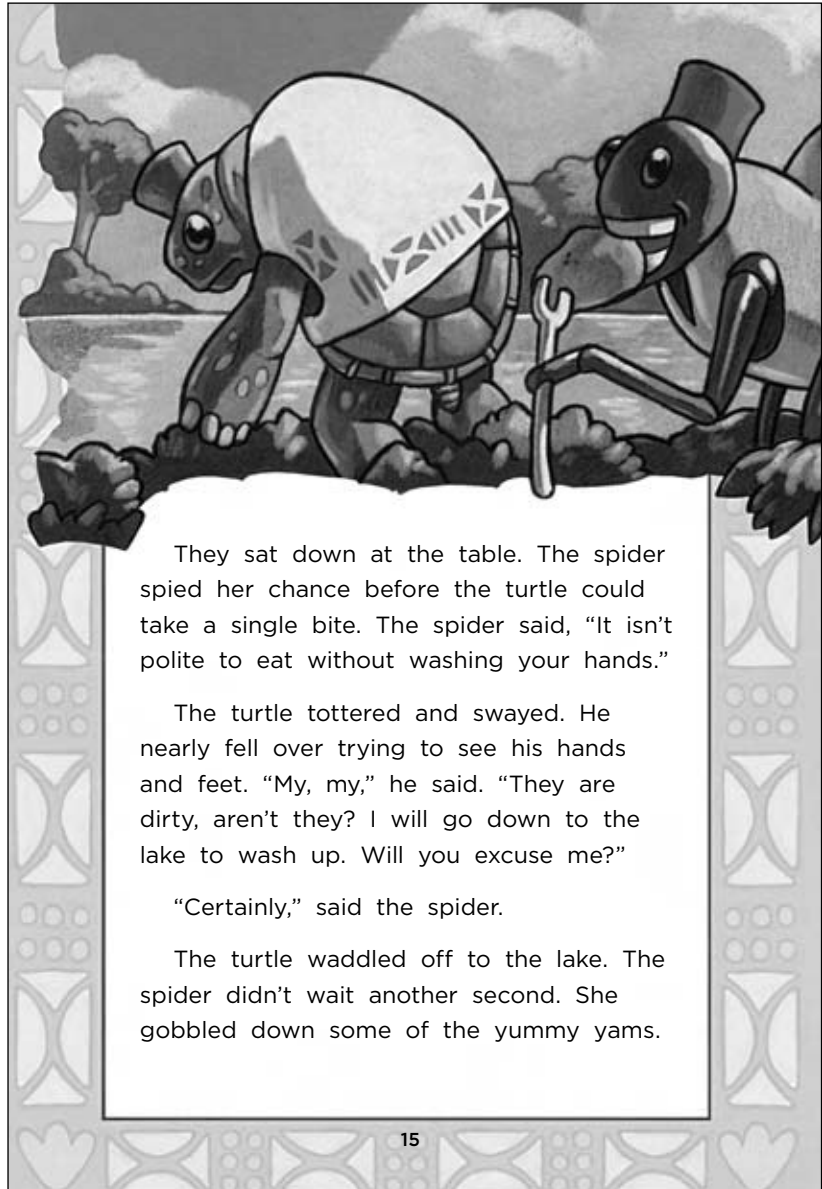 They sat down at the table. The spider
spied her chance before the turtle could
take a single bite. The spider said, “It isn’t
polite to eat without washing your hands.”
The turtle tottered and swayed. He
nearly fell over trying to see his hands
and feet. “My, my,” he said. “They are
dirty, aren’t they? I will go down to the
lake to wash up. Will you excuse me?”
“Certainly,” said the spider.
The turtle waddled off to the lake. The
spider didn’t wait another second. She
gobbled down some of the yummy yams.
15